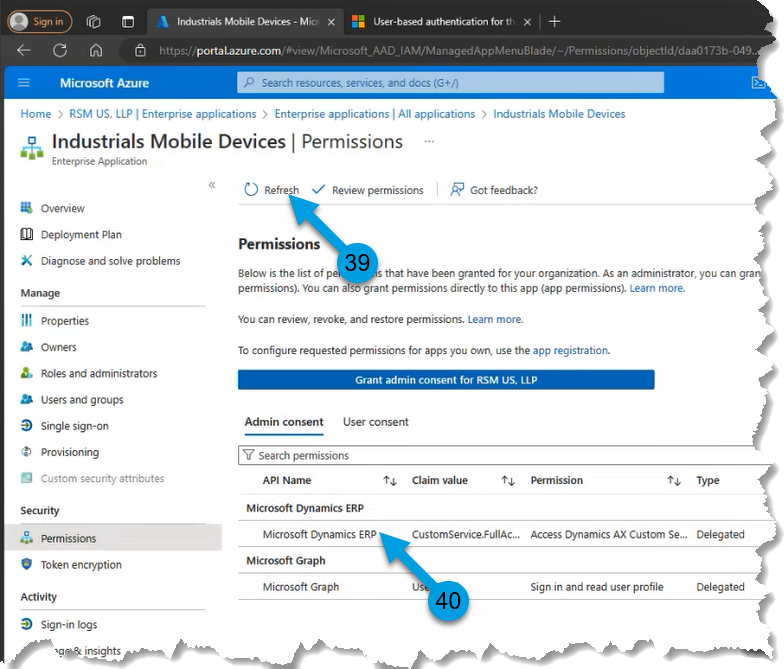 Sign in
Industrials Mobile Devices - Micr
User-based authentication for the
https://portal.azure.com/#view/Microsoft_AAD_IAM/ManagedAppMenuBlade/~/Permissions/objectId/daa0173b-049...
Microsoft Azure
Search resources, services, and docs (G+/)
Home > RSM US, LLP | Enterprise applications > Enterprise applications | All applications > Industrials Mobile Devices
Industrials Mobile Devices | Permissions ...
Enterprise Application
«
Refresh
Review permissions
Got feedback?
Overview
Deployment Plan
Diagnose and solve problems
Manage
Properties
Owners
Roles and administrators
Users and groups
Single sign-on
Provisioning
Custom security attributes
Security
Permissions
Token encryption
Activity
Sign-in logs
& insights
39
Permissions
Below is the list of that have been granted for your organization. As an administrator, you can gran
permissions). You can also grant permissions directly to this app (app permissions). Learn more.
You can review, revoke, and restore permissions. Learn more.
To configure requested permissions for apps you own, use the app registration.
Grant admin consent for RSM US, LLP
Admin consent User consent
Search permissions
API Name Claim value Permission Type
Microsoft Dynamics ERP
Microsoft Dynamics ERP CustomService.FullAc... Access Dynamics AX Custom Se... Delegated
Microsoft Graph
Microsoft Graph Sign in and read user profile Delegated
40